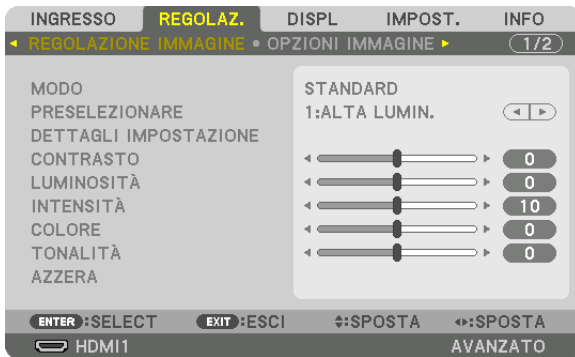 INGRESSO REGOLAZ. DISPL IMPOST. INFO
REGOLAZIONE IMMAGINE • OPZIONI IMMAGINE 1/2
MODO STANDARD
PRESELEZIONARE 1:ALTA LUMIN.
DETTAGLI IMPOSTAZIONE
CONTRASTO 0
LUMINOSITÀ 0
INTENSITÀ 10
COLORE 0
TONALITÀ 0
AZZERA
ENTER:SELECT EXIT:ESCI :SPOSTA :SPOSTA
HDMI1 AVANZATO